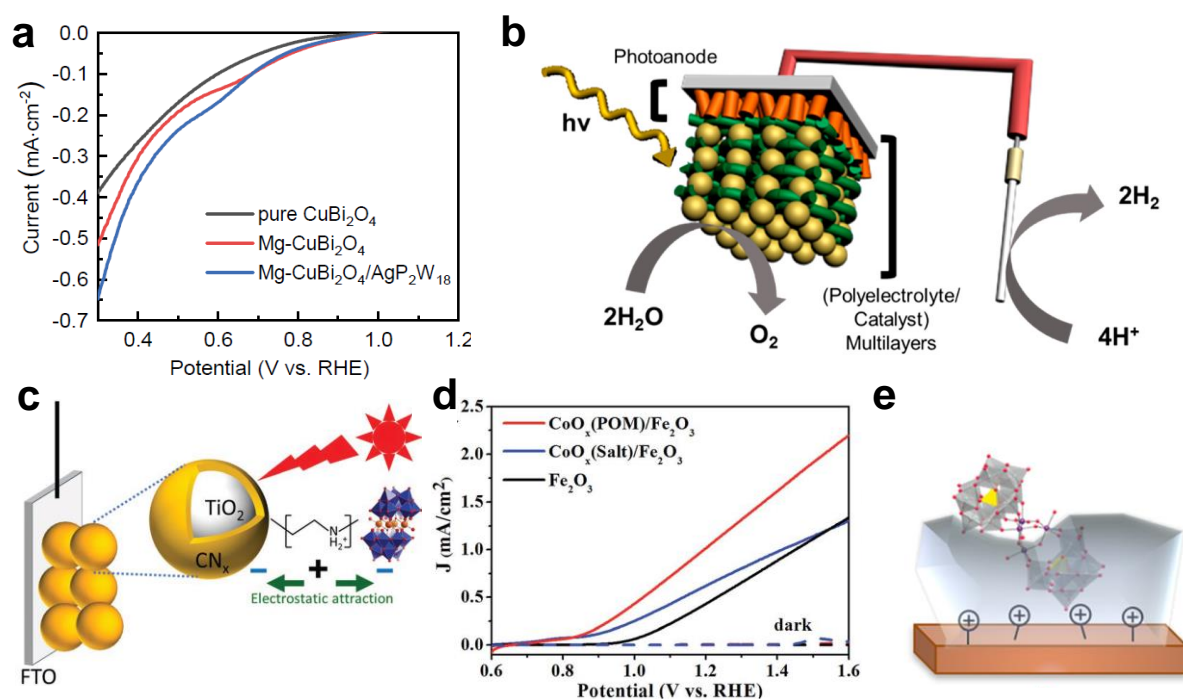 a
0.0
-0.1
-0.2
-0.3
-0.4
-0.5
-0.6
-0.7
Current (mA·cm⁻²)
pure CuBi₂O₄
Mg-CuBi₂O₄
Mg-CuBi₂O₄/AgP₂W₁₈
0.4 0.6 0.8 1.0 1.2
Potential (V vs. RHE)
b
Photoanode
hv
2H₂O
O₂
(Polyelectrolyte/
Catalyst)
Multilayers
2H₂
4H⁺
c
TiO₂
CNₓ
H₂⁺
N
+
Electrostatic attraction
FTO
d
2.5
2.0
1.5
1.0
0.5
0.0
J (mA/cm²)
CoOₓ(POM)/Fe₂O₃
CoOₓ(Salt)/Fe₂O₃
Fe₂O₃
dark
0.6 0.8 1.0 1.2 1.4 1.6
Potential (V vs. RHE)
e
+ + + +